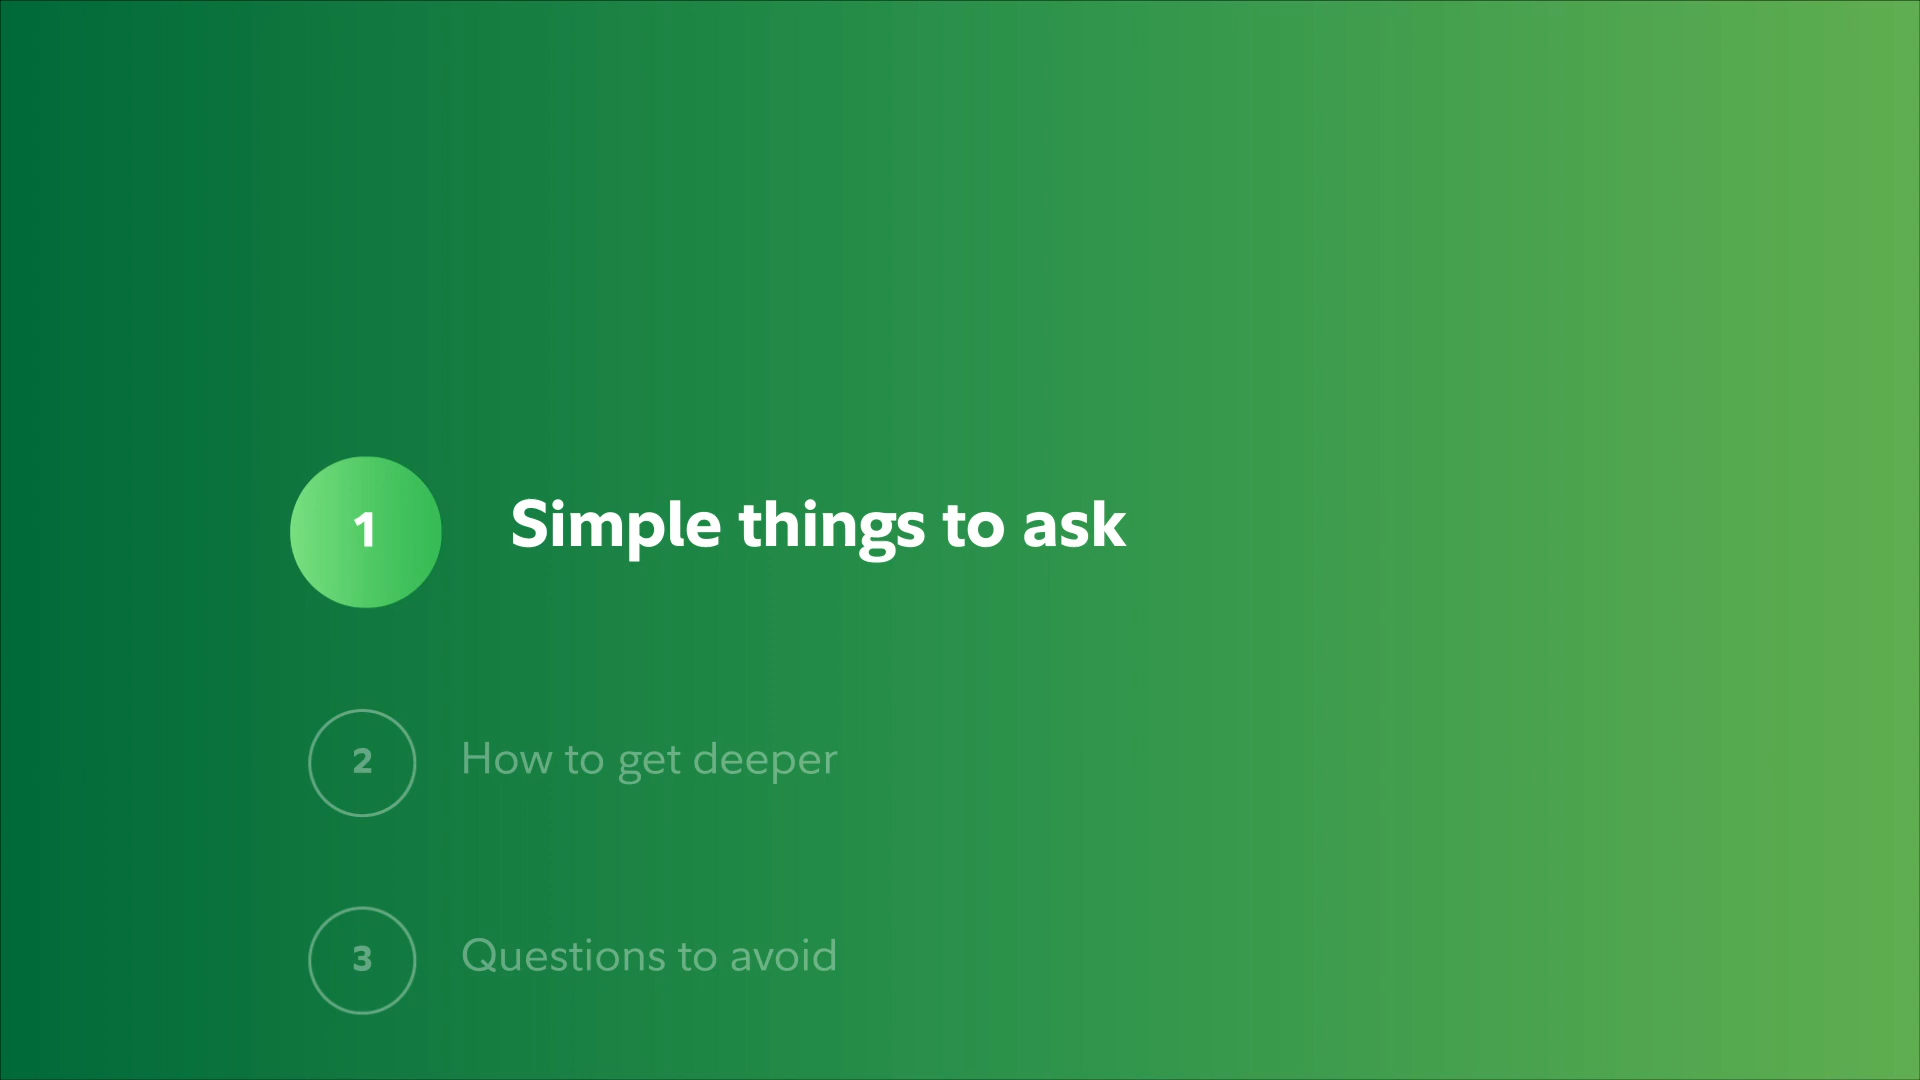 1 Simple things to ask
2 How to get deeper
3 Questions to avoid